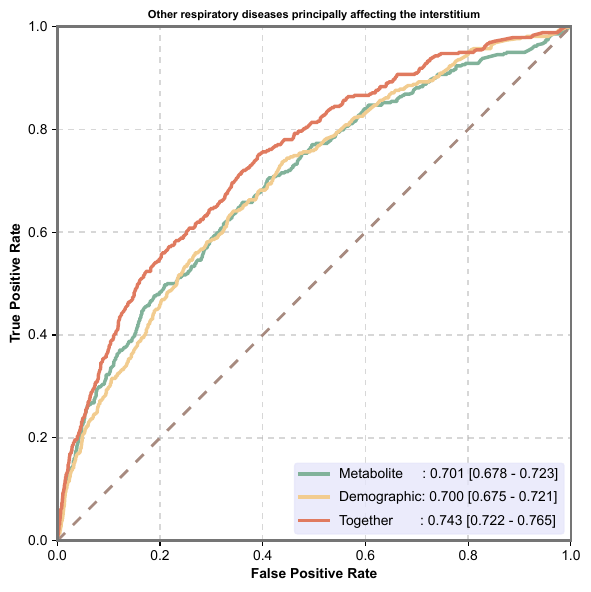 Other respiratory diseases principally affecting the interstitium
1.0
0.8
0.6
0.4
0.2
0.0
True Positive Rate
Metabolite : 0.701 [0.678 - 0.723]
Demographic: 0.700 [0.675 - 0.721]
Together : 0.743 [0.722 - 0.765]
0.0 0.2 0.4 0.6 0.8 1.0
False Positive Rate